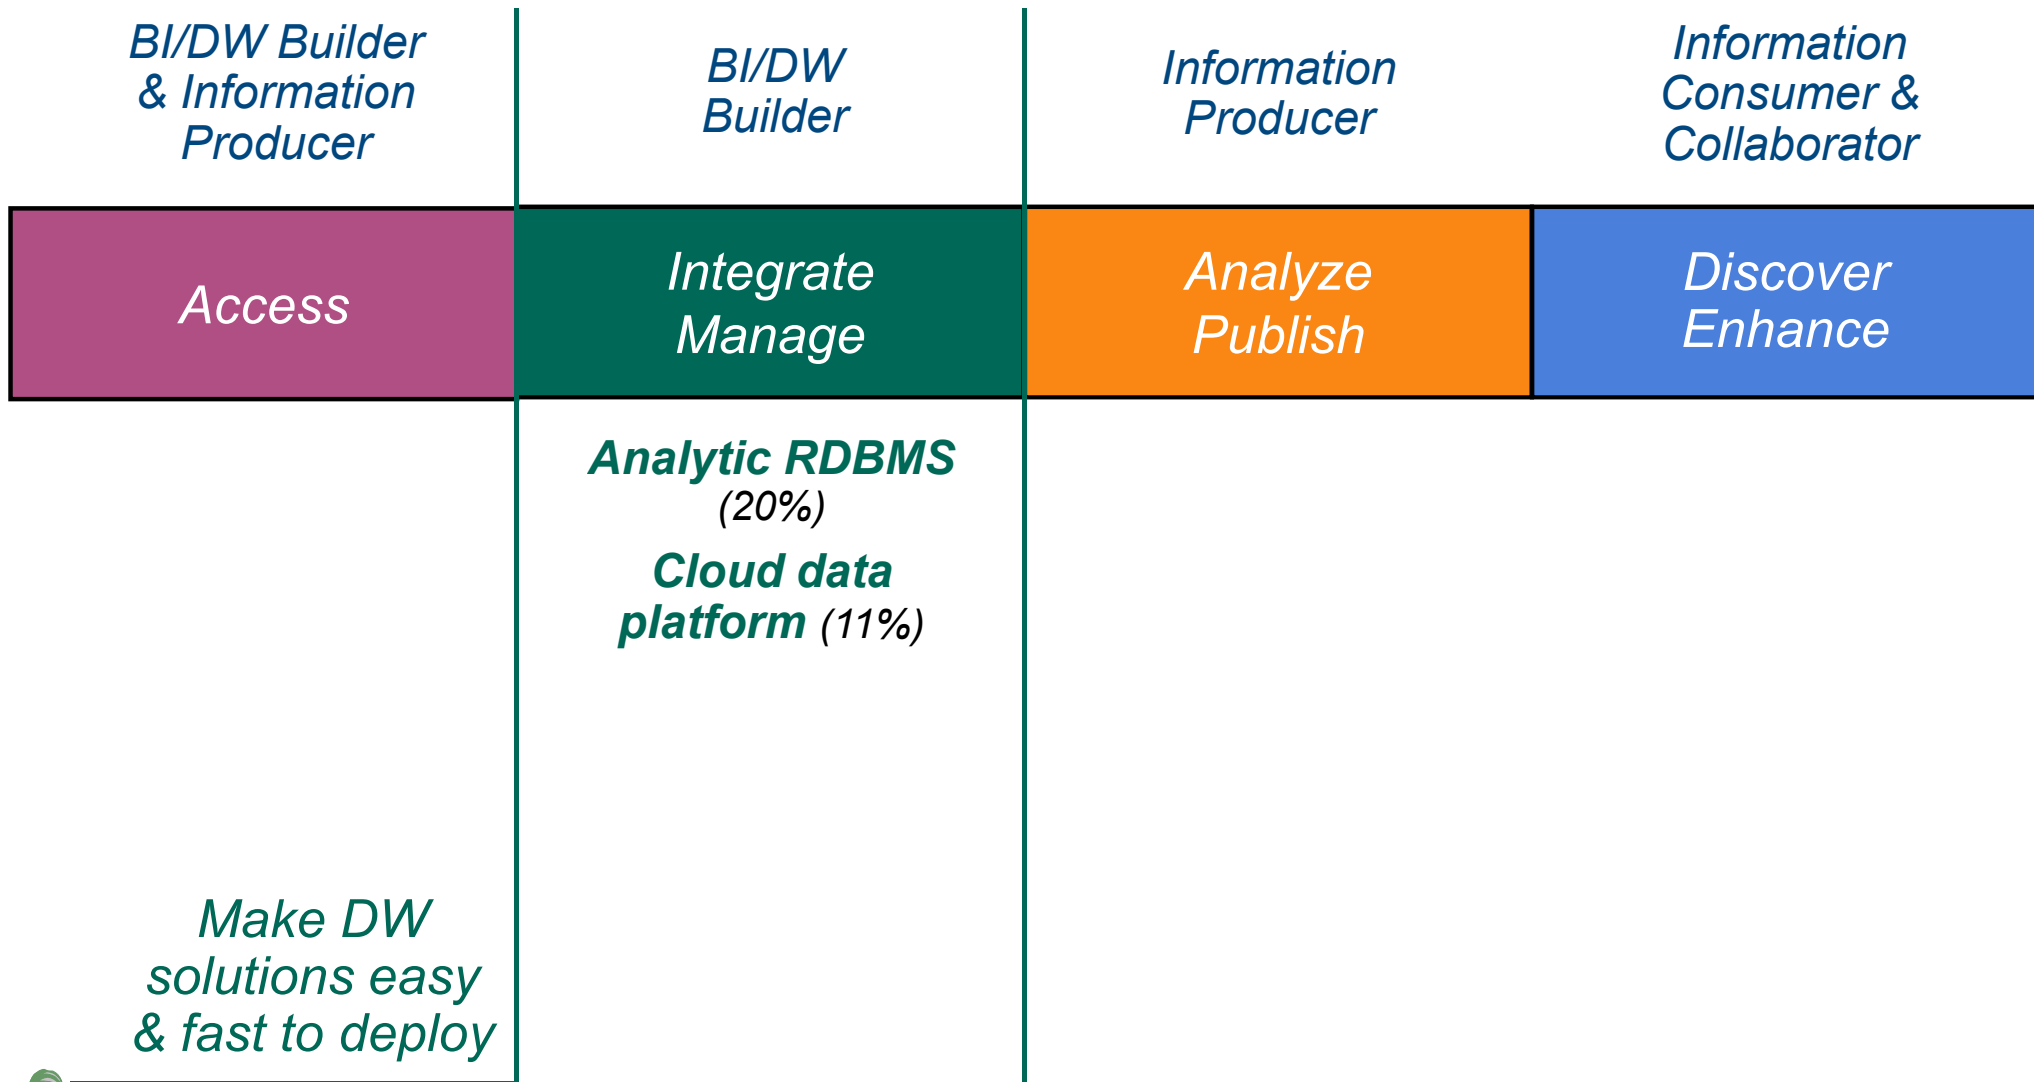 BI/DW Builder
& Information
Producer
BI/DW
Builder
Information
Producer
Information
Consumer &
Collaborator
Access
Integrate
Manage
Analyze
Publish
Discover
Enhance
Analytic RDBMS
(20%)
Cloud data
platform (11%)
Make DW
solutions easy
& fast to deploy